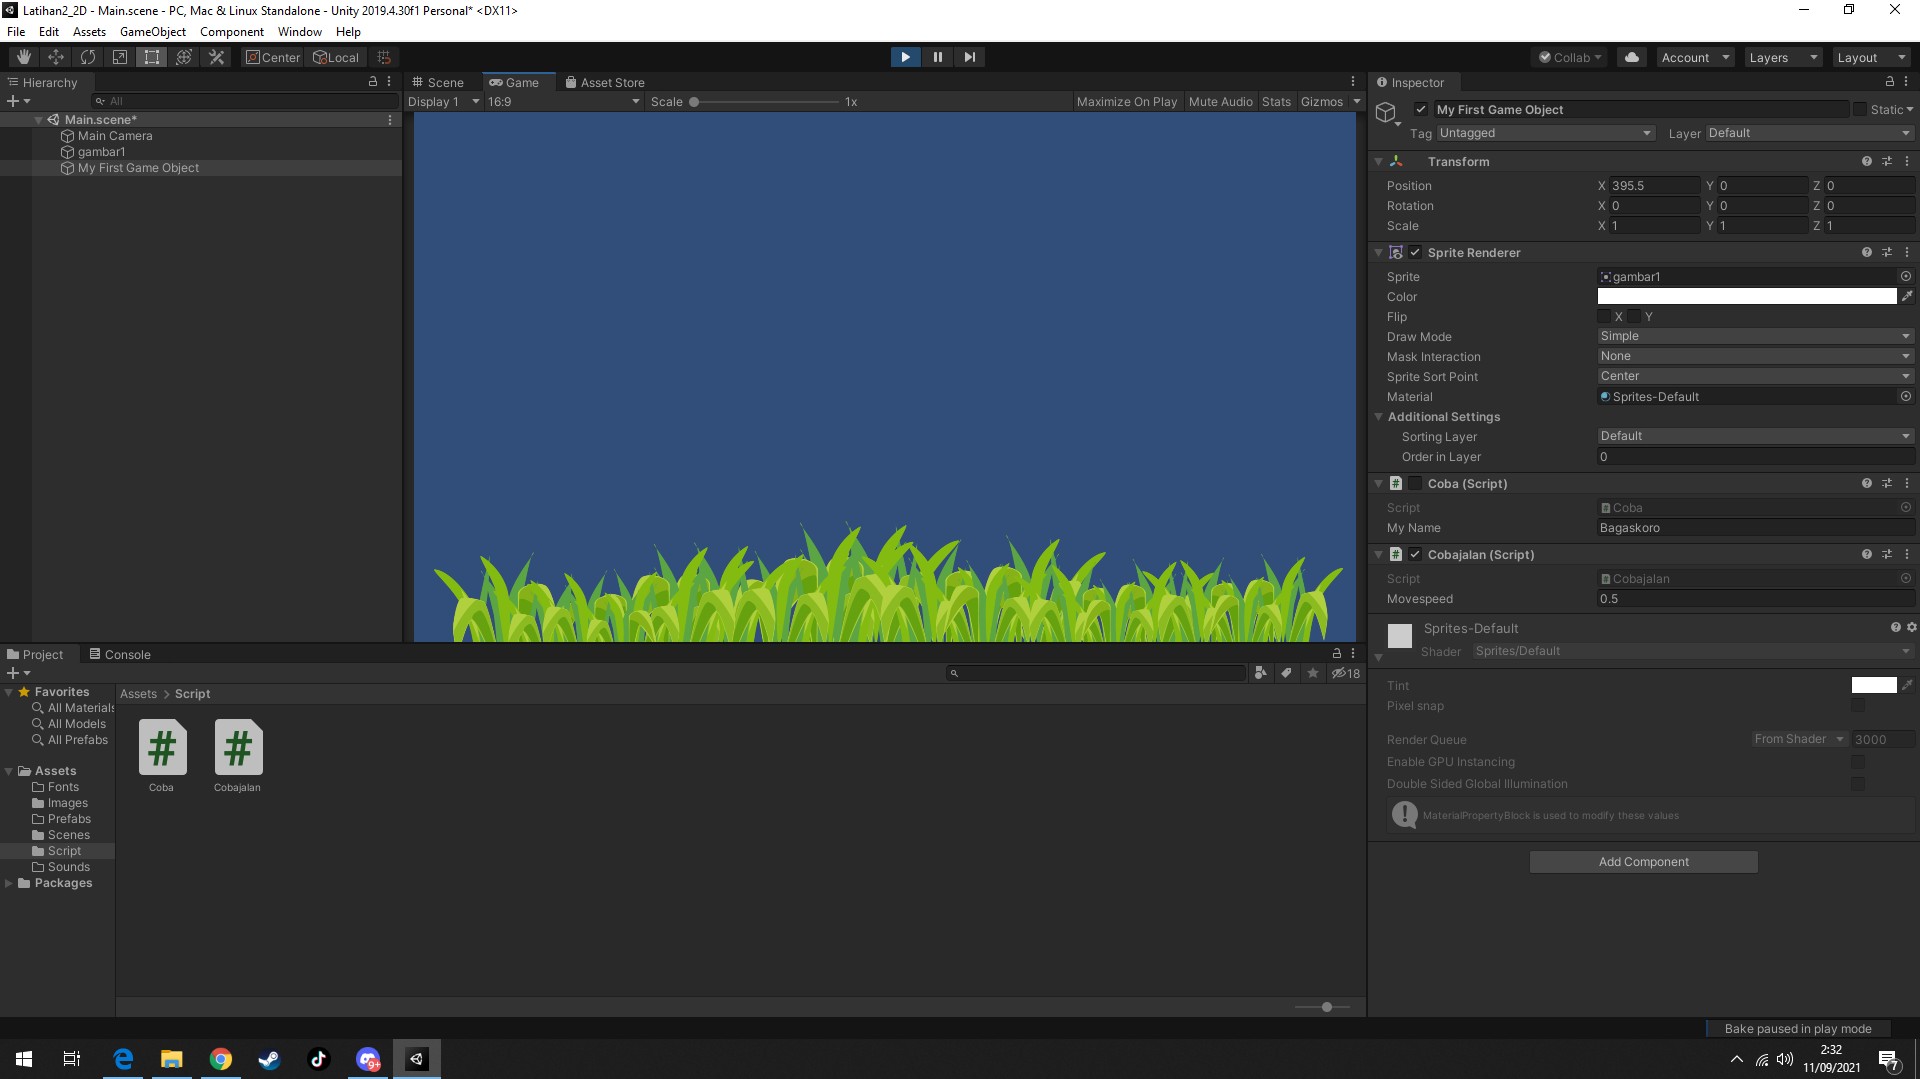 Latihan2_2D - Main.scene - PC, Mac & Linux Standalone - Unity 2019.4.30f1 Personal* <DX11>
File Edit Assets GameObject Component Window Help
Center Local Collab Account Layers Layout
Hierarchy
All
Main.scene*
Main Camera
gambar1
My First Game Object
Scene Game Asset Store
Display 1 16:9 Scale 1x Maximize On Play Mute Audio Stats Gizmos
Inspector
My First Game Object Static
Tag Untagged Layer Default
Transform
Position X 395.5 Y 0 Z 0
Rotation X 0 Y 0 Z 0
Scale X 1 Y 1 Z 1
Sprite Renderer
Sprite gambar1
Color
Flip X Y
Draw Mode Simple
Mask Interaction None
Sprite Sort Point Center
Material Sprites-Default
Additional Settings
Sorting Layer Default
Order in Layer 0
# Coba (Script)
Script Coba
My Name Bagaskoro
# Cobajalan (Script)
Script Cobajalan
Movespeed 0.5
Sprites-Default
Shader Sprites/Default
Tint
Pixel snap
Render Queue From Shader 3000
Enable GPU Instancing
Double Sided Global Illumination
MaterialPropertyBlock is used to modify these values
Add Component
Project Console
18
Favorites
All Materials
All Models
All Prefabs
Assets
Fonts
Images
Prefabs
Scenes
Script
Sounds
Packages
Assets > Script
# #
Coba Cobajalan
Bake paused in play mode
9+
2:32
11/09/2021
7